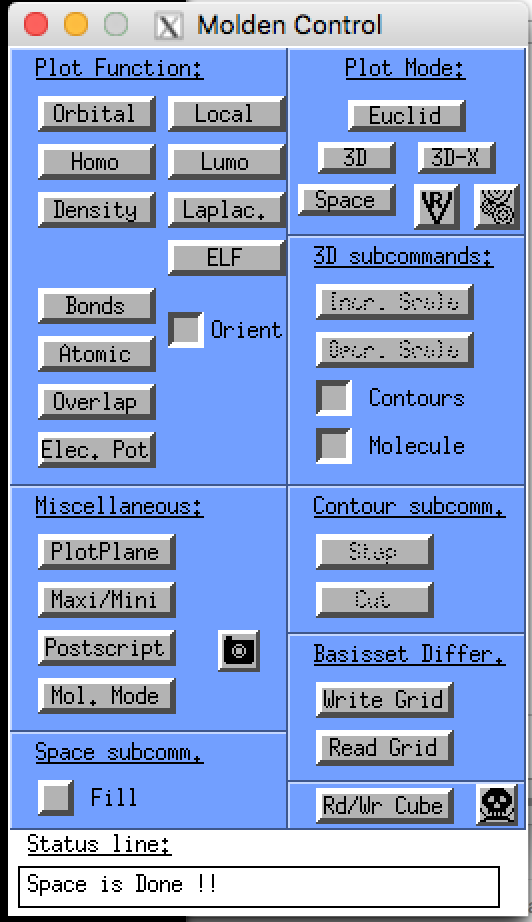 Molden Control
Plot Function:
Orbital Local
Homo Lumo
Density Laplac.
ELF
Bonds
Orient
Atomic
Overlap
Elec. Pot
Plot Mode:
Euclid
3D 3D-X
Space VR
3D subcommands:
Incr. Scale
Decr. Scale
Contours
Molecule
Miscellaneous:
PlotPlane
Maxi/Mini
Postscript
Mol. Mode
Contour subcomm.
Step
Cut
Basisset Differ.
Write Grid
Read Grid
Space subcomm.
Fill
Rd/Wr Cube
Status line:
Space is Done !!